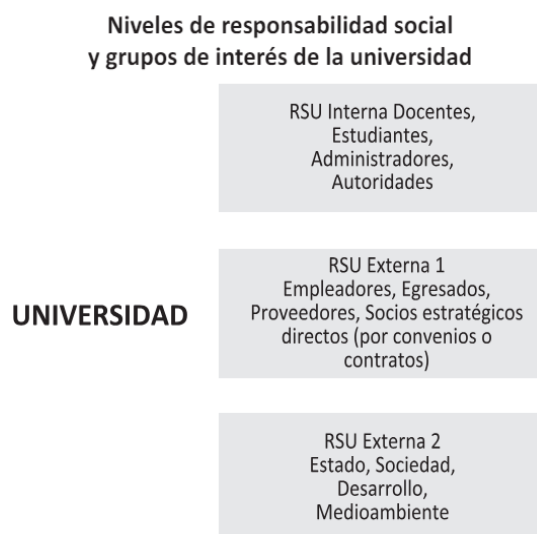 Niveles de responsabilidad social
y grupos de interés de la universidad
RSU Interna Docentes,
Estudiantes,
Administradores,
Autoridades
UNIVERSIDAD
RSU Externa 1
Empleadores, Egresados,
Proveedores, Socios estratégicos
directos (por convenios o
contratos)
RSU Externa 2
Estado, Sociedad,
Desarrollo,
Medioambiente